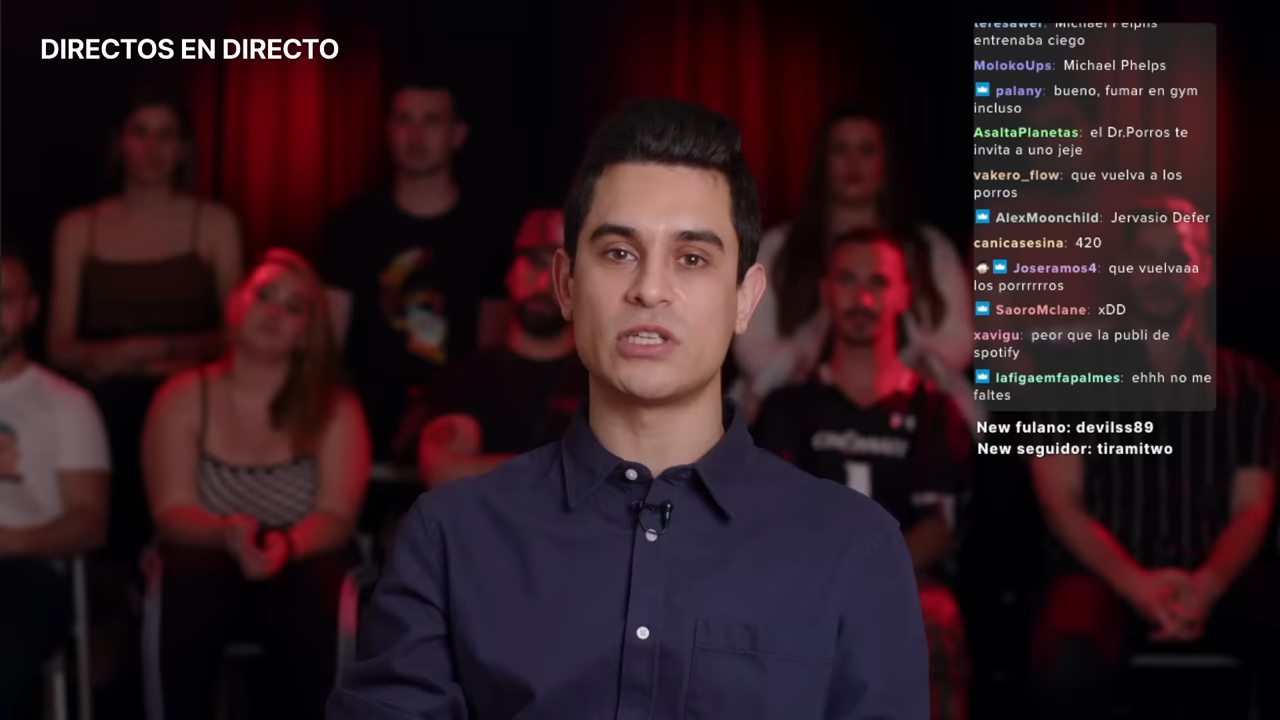 DIRECTOS EN DIRECTO
teresawer: Michael Felphs
entrenaba ciego
MolokoUps: Michael Phelps
palany: bueno, fumar en gym
incluso
AsaltaPlanetas: el Dr.Porros te
invita a uno jeje
vakero_flow: que vuelva a los
porros
AlexMoonchild: Jervasio Defer
canicasesina: 420
Joseramos4: que vuelvaaa
los porrrrrros
SaoroMclane: xDD
xavigu: peor que la publi de
spotify
lafigaemfapalmes: ehhh no me
faltes
New fulano: devilss89
New seguidor: tiramitwo